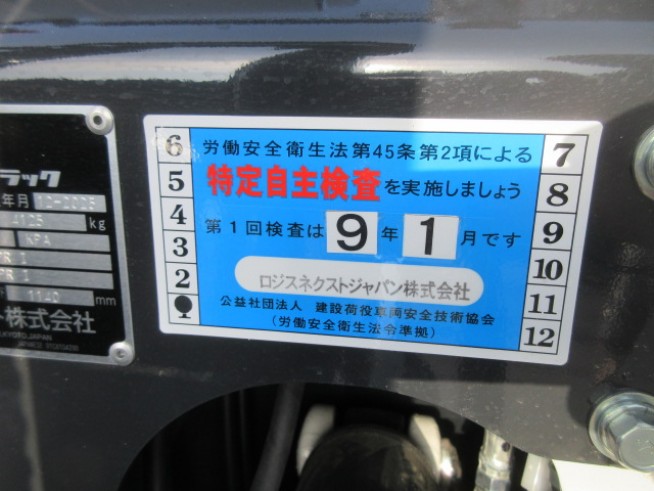 ラック
年月 12-2025
4125 kg
kPa
1140 mm
株式会社
6
5
4
3
2
労働安全衛生法第45条第2項による
特定自主検査を実施しましょう
第1回検査は 9 年 1 月です
ロジスネクストジャパン株式会社
公益社団法人 建設荷役車両安全技術協会
(労働安全衛生法令準拠)
7
8
9
10
11
12